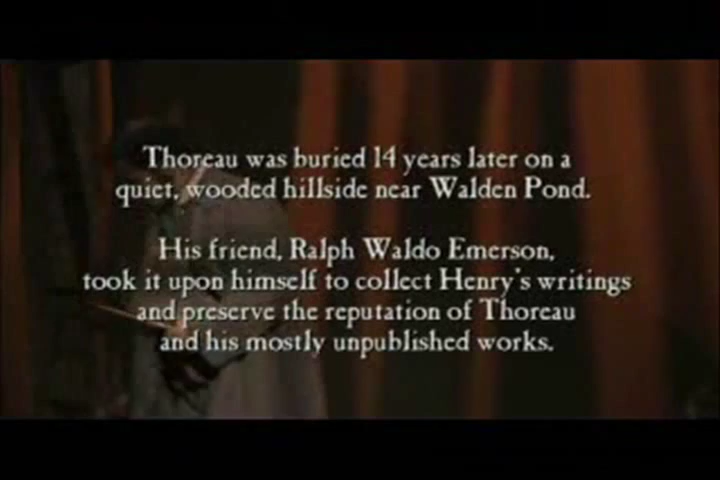 Thoreau was buried 14 years later on a
quiet, wooded hillside near Walden Pond.
His friend, Ralph Waldo Emerson,
took it upon himself to collect Henry's writings
and preserve the reputation of Thoreau
and his mostly unpublished works.